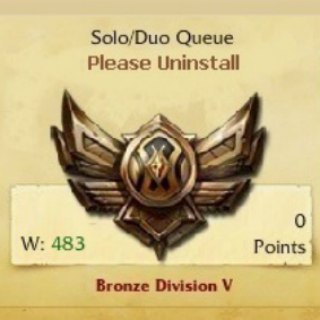 Solo/Duo Queue
Please Uninstall
0
W: 483
Points
Bronze Division V